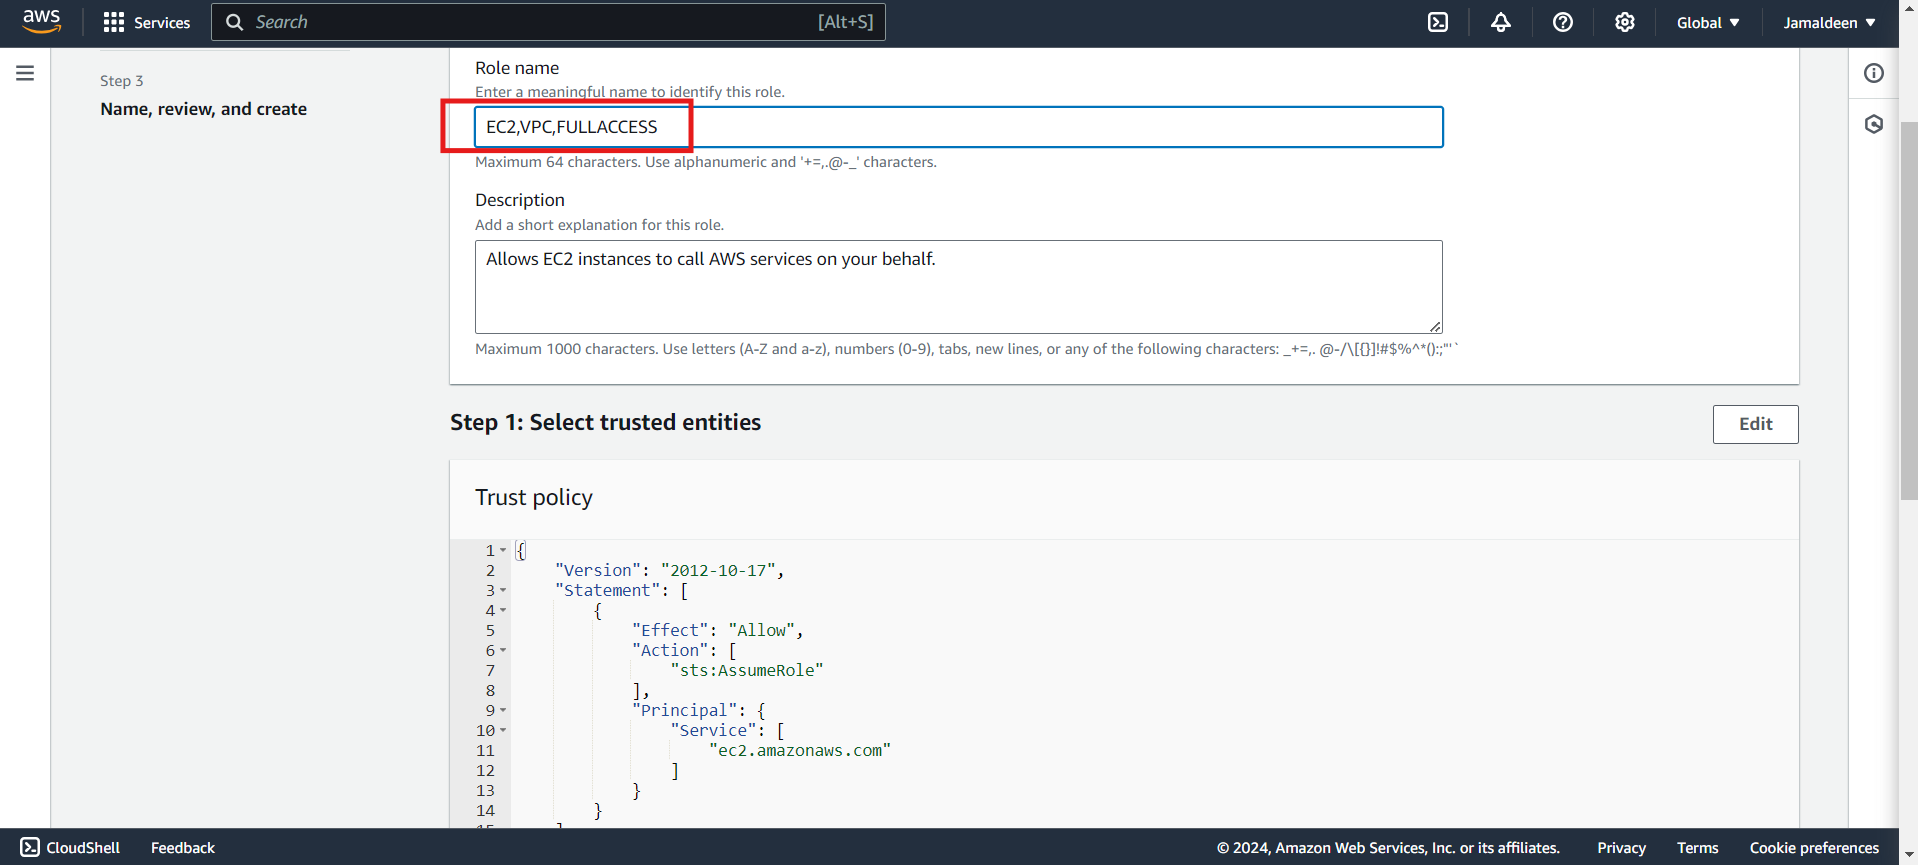 aws
Services
Search
[Alt+S]
Global
Jamaldeen
Step 3
Name, review, and create
Role name
Enter a meaningful name to identify this role.
EC2,VPC,FULLACCESS
Maximum 64 characters. Use alphanumeric and '+=,.@-_' characters.
Description
Add a short explanation for this role.
Allows EC2 instances to call AWS services on your behalf.
Maximum 1000 characters. Use letters (A-Z and a-z), numbers (0-9), tabs, new lines, or any of the following characters: _+=,. @-/\[{}]!#$%^*();:"'`
Step 1: Select trusted entities
Edit
Trust policy
1 {
2 "Version": "2012-10-17",
3 "Statement": [
4 {
5 "Effect": "Allow",
6 "Action": [
7 "sts:AssumeRole"
8 ],
9 "Principal": {
10 "Service": [
11 "ec2.amazonaws.com"
12 ]
13 }
14 }
15 ]
CloudShell
Feedback
© 2024, Amazon Web Services, Inc. or its affiliates.
Privacy
Terms
Cookie preferences